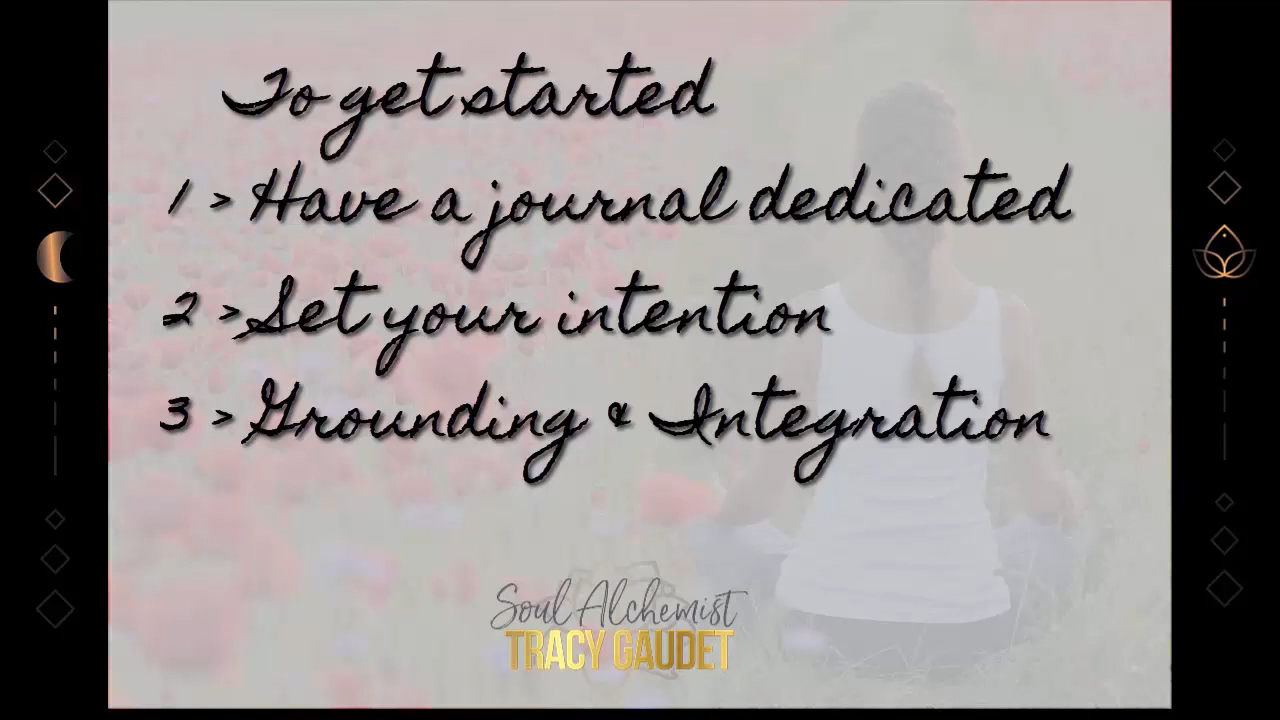 To get started
1 > Have a journal dedicated
2 > Set your intention
3 > Grounding & Integration
Soul Alchemist
TRACY GAUDET